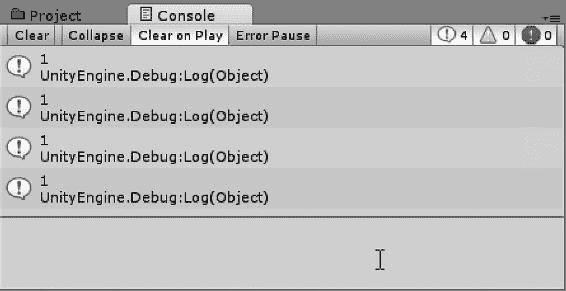 Project Console
Clear Collapse Clear on Play Error Pause 4 0 0
1
UnityEngine.Debug:Log(Object)
1
UnityEngine.Debug:Log(Object)
1
UnityEngine.Debug:Log(Object)
1
UnityEngine.Debug:Log(Object)